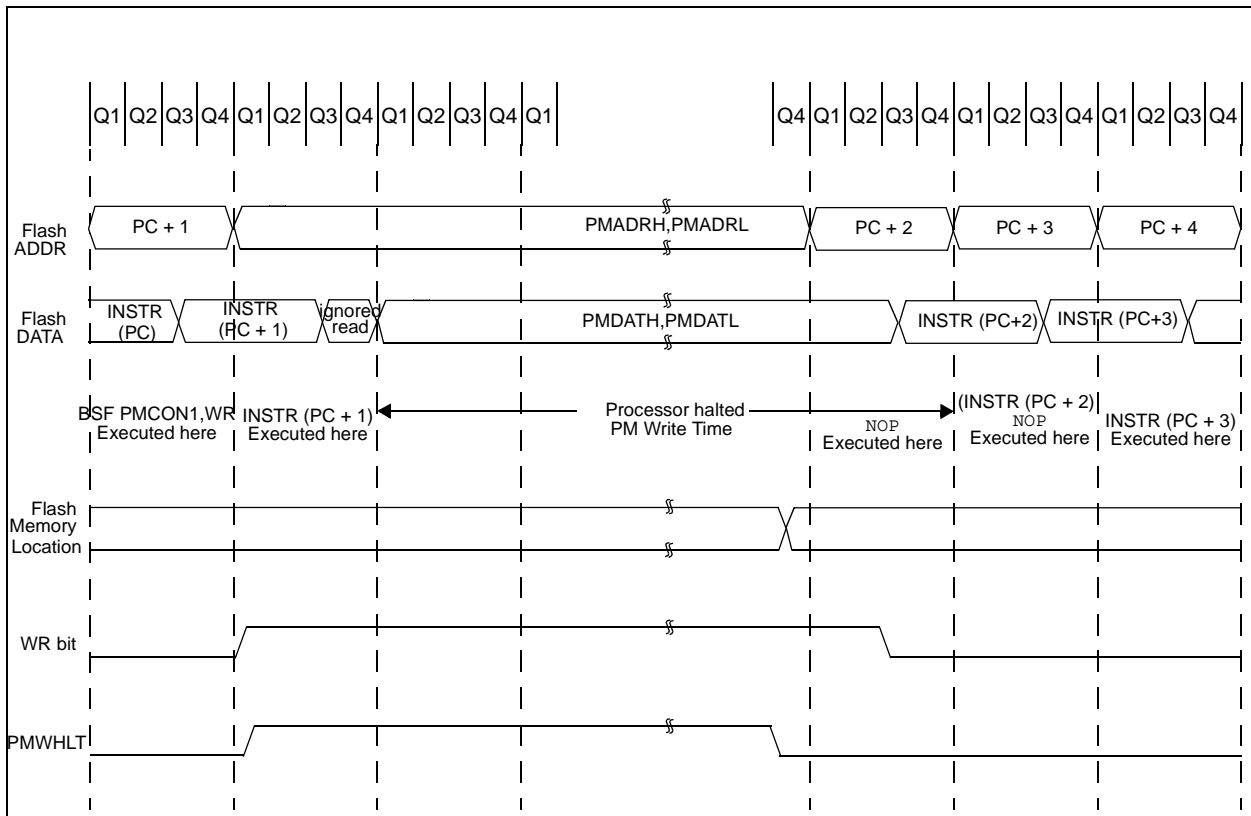 Q1 Q2 Q3 Q4 Q1 Q2 Q3 Q4 Q1 Q2 Q3 Q4 Q1 Q4 Q1 Q2 Q3 Q4 Q1 Q2 Q3 Q4 Q1 Q2 Q3 Q4
Flash
ADDR
PC + 1
PMADRH,PMADRL
PC + 2
PC + 3
PC + 4
Flash
DATA
INSTR
(PC)
INSTR
(PC + 1)
ignored
read
PMDATH,PMDATL
INSTR (PC+2)
INSTR (PC+3)
BSF PMCON1,WR
Executed here
INSTR (PC + 1)
Executed here
Processor halted
PM Write Time
NOP
Executed here
(INSTR (PC + 2)
NOP
Executed here
INSTR (PC + 3)
Executed here
Flash
Memory
Location
WR bit
PMWHLT